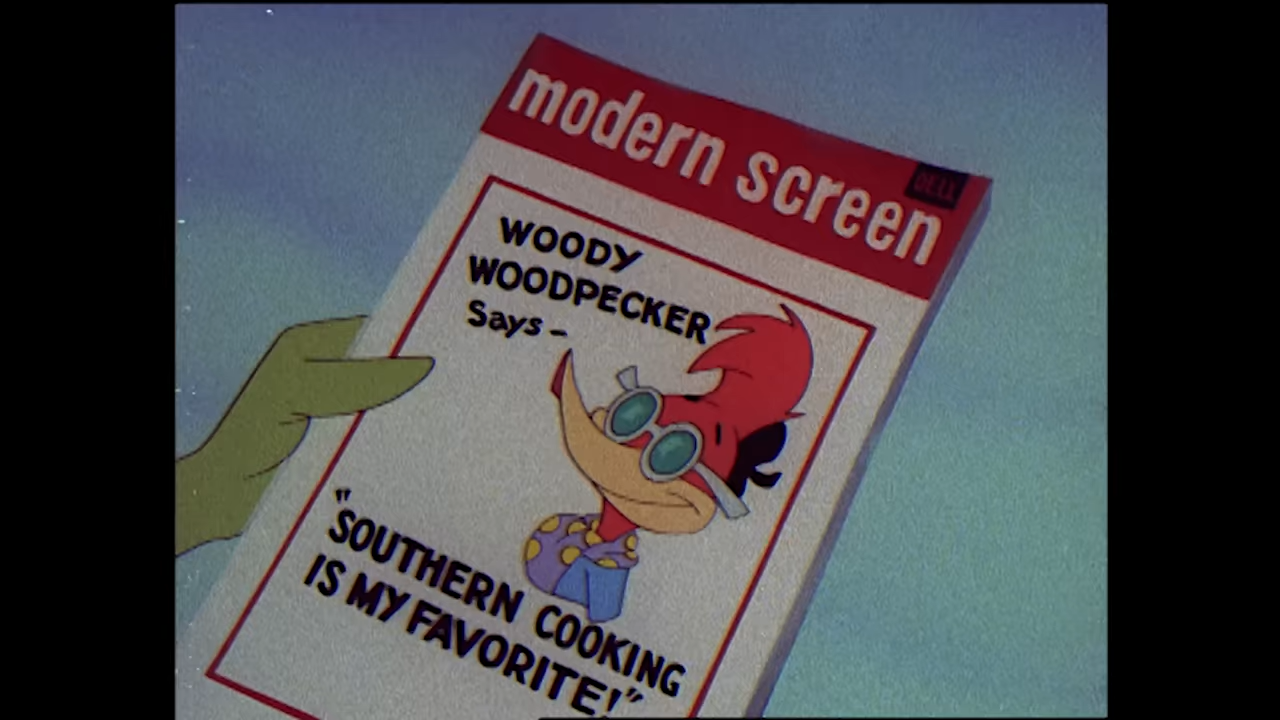 modern screen
DELL
WOODY
WOODPECKER
Says -
"SOUTHERN COOKING
IS MY FAVORITE!"